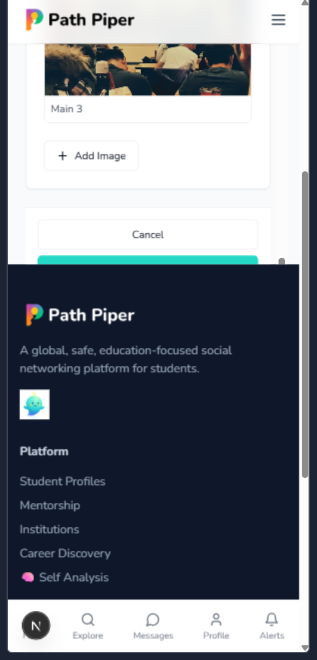 Path Piper
Main 3
+ Add Image
Cancel
Path Piper
A global, safe, education-focused social
networking platform for students.
Platform
Student Profiles
Mentorship
Institutions
Career Discovery
🧠 Self Analysis
N
Explore
Messages
Profile
Alerts